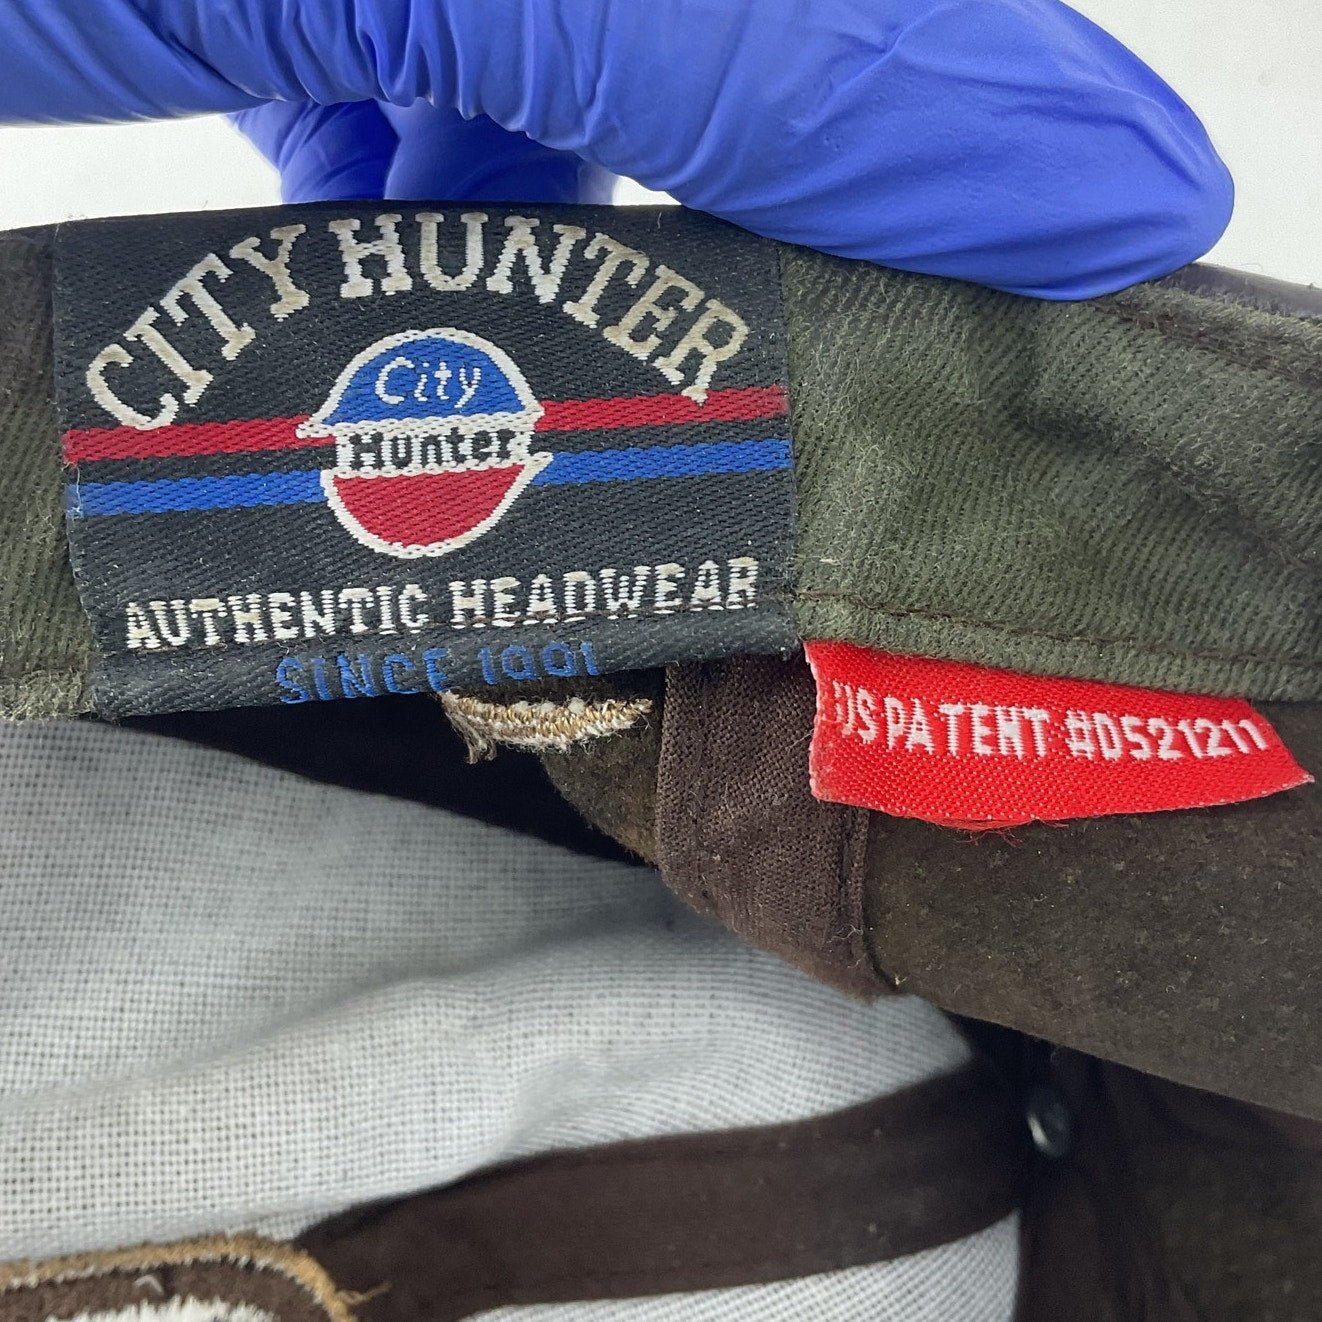 CITY HUNTER
City
Hunter
AUTHENTIC HEADWEAR
SINCE 1991
US PATENT #D521211